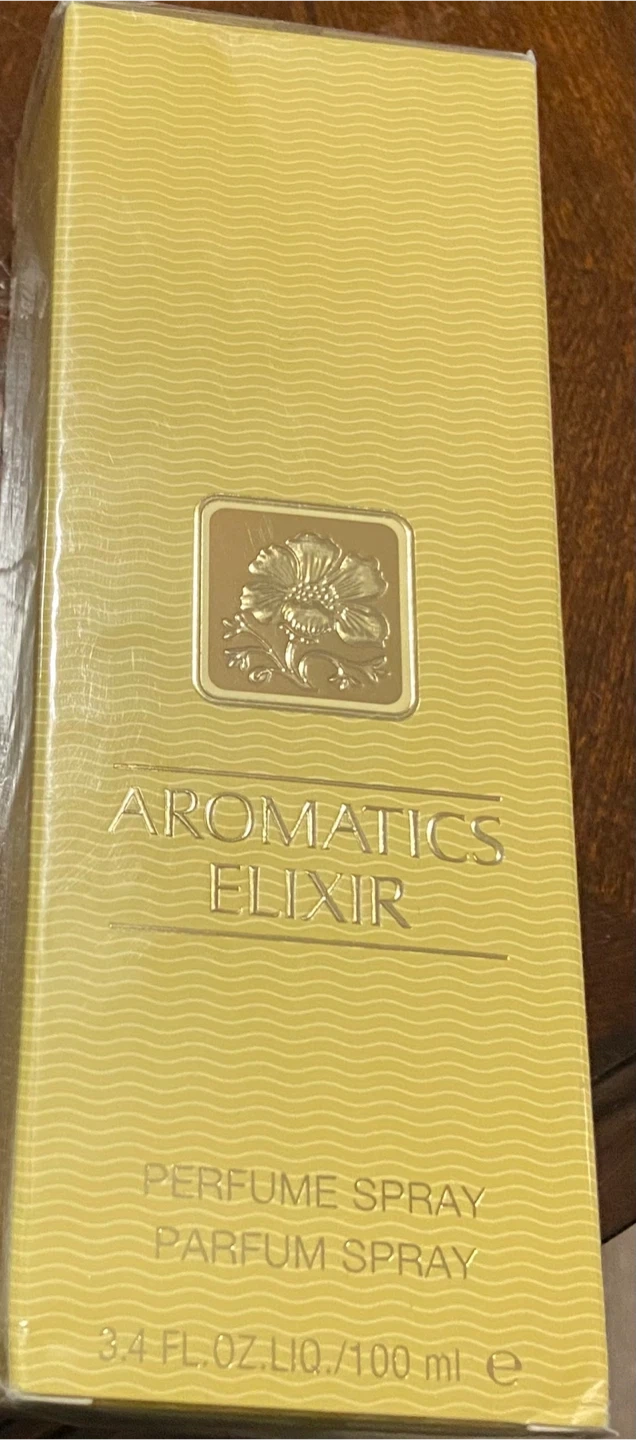 AROMATICS
ELIXIR
PERFUME SPRAY
PARFUM SPRAY
3.4 FL.OZ.LIQ./100 ml ℮